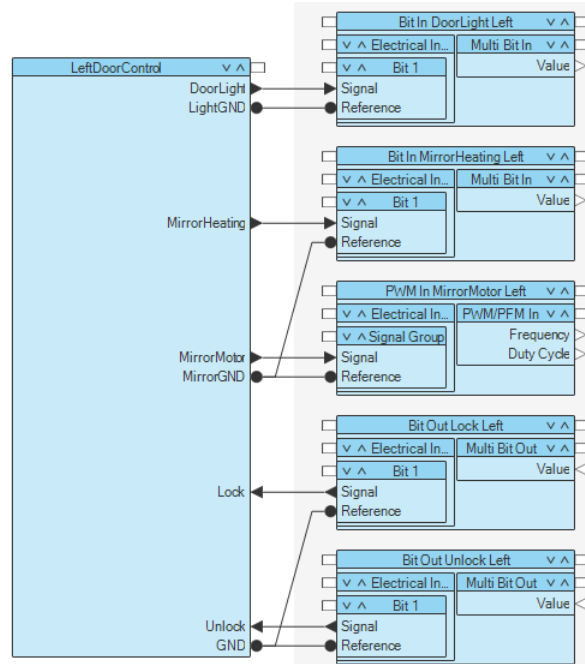 LeftDoorControl
DoorLight
LightGND
MirrorHeating
MirrorMotor
MirrorGND
Lock
Unlock
GND
Bit In DoorLight Left
Electrical In... Multi Bit In
Bit 1 Value
Signal
Reference
Bit In MirrorHeating Left
Electrical In... Multi Bit In
Bit 1 Value
Signal
Reference
PWM In MirrorMotor Left
Electrical In... PWM/PFM In
Signal Group Frequency
Signal Duty Cycle
Reference
Bit Out Lock Left
Electrical In... Multi Bit Out
Bit 1 Value
Signal
Reference
Bit Out Unlock Left
Electrical In... Multi Bit Out
Bit 1 Value
Signal
Reference